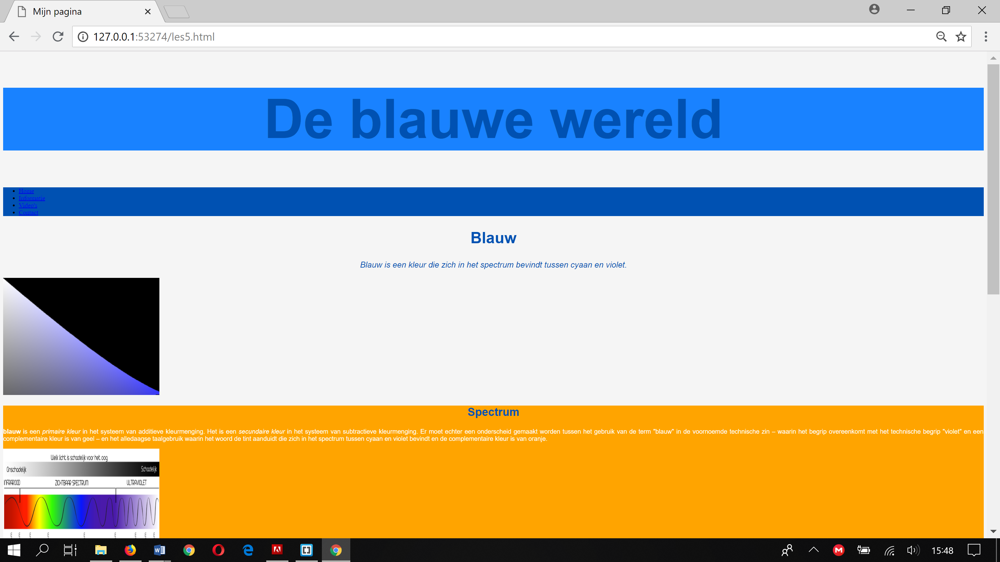 Mijn pagina
127.0.0.1:53274/les5.html
De blauwe wereld
Home
Informatie
Video's
Contact
Blauw
Blauw is een kleur die zich in het spectrum bevindt tussen cyaan en violet.
Spectrum
blauw is een primaire kleur in het systeem van additieve kleurmenging. Het is een secundaire kleur in het systeem van subtractieve kleurmenging. Er moet echter een onderscheid gemaakt worden tussen het gebruik van de term "blauw" in de voornoemde technische zin – waarin het begrip overeenkomt met het technische begrip "violet" en een
complementaire kleur is van geel – en het alledaagse taalgebruik waarin het woord de tint aanduidt die zich in het spectrum tussen cyaan en violet bevindt en de complementaire kleur is van oranje.
Welk licht is schadelijk voor het oog
Onschadelijk Schadelijk
INFRAROOD ZICHTBAAR SPECTRUM ULTRAVIOLET
15:48